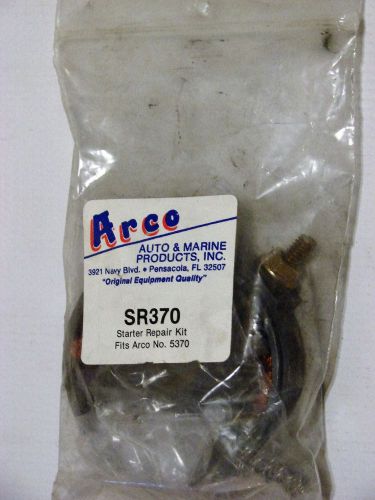 Arco
AUTO & MARINE
PRODUCTS, INC.
3921 Navy Blvd. • Pensacola, FL 32507
"Original Equipment Quality"
SR370
Starter Repair Kit
Fits Arco No. 5370